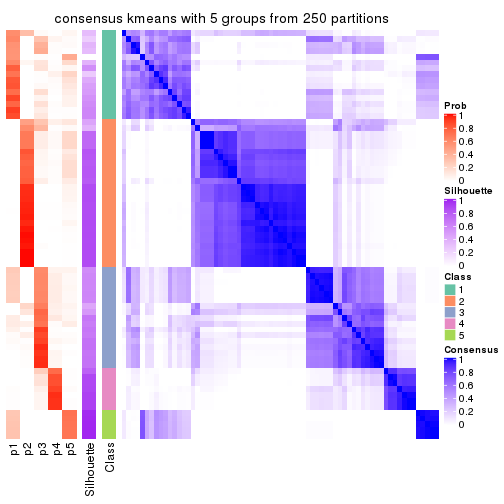 consensus kmeans with 5 groups from 250 partitions
Prob
1
0.8
0.6
0.4
0.2
0
Silhouette
1
0.8
0.6
0.4
0.2
0
Class
1
2
3
4
5
Consensus
1
0.8
0.6
0.4
0.2
0
p1
p2
p3
p4
p5
Silhouette
Class